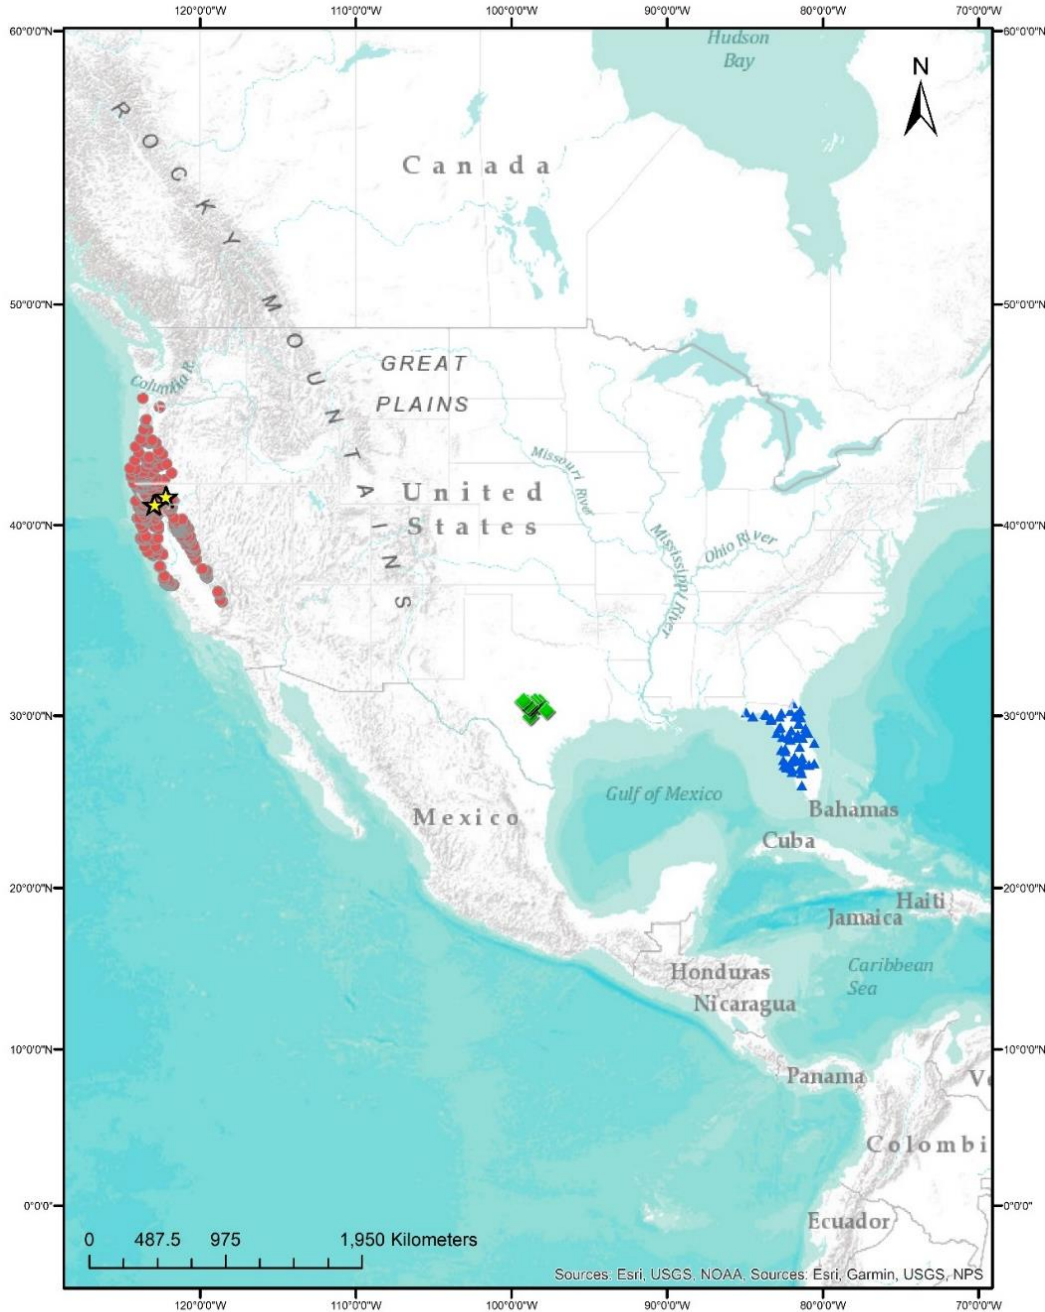 120°0'0"W 110°0'0"W 100°0'0"W 90°0'0"W 80°0'0"W 70°0'0"W
60°0'0"N 60°0'0"N
Hudson
Bay
N
ROCKY MOUNTAINS
Canada
50°0'0"N 50°0'0"N
Columbia R.
GREAT
PLAINS
Missouri River
United
States
40°0'0"N 40°0'0"N
Mississippi River
Ohio River
30°0'0"N 30°0'0"N
Gulf of Mexico
Bahamas
Mexico
Cuba
20°0'0"N 20°0'0"N
Haiti
Jamaica
Honduras
Caribbean
Sea
Nicaragua
10°0'0"N 10°0'0"N
Panama
Ve
Colombi
0°0'0" 0°0'0"
Ecuador
0 487.5 975 1,950 Kilometers
Sources: Esri, USGS, NOAA, Sources: Esri, Garmin, USGS, NPS
120°0'0"W 110°0'0"W 100°0'0"W 90°0'0"W 80°0'0"W 70°0'0"W